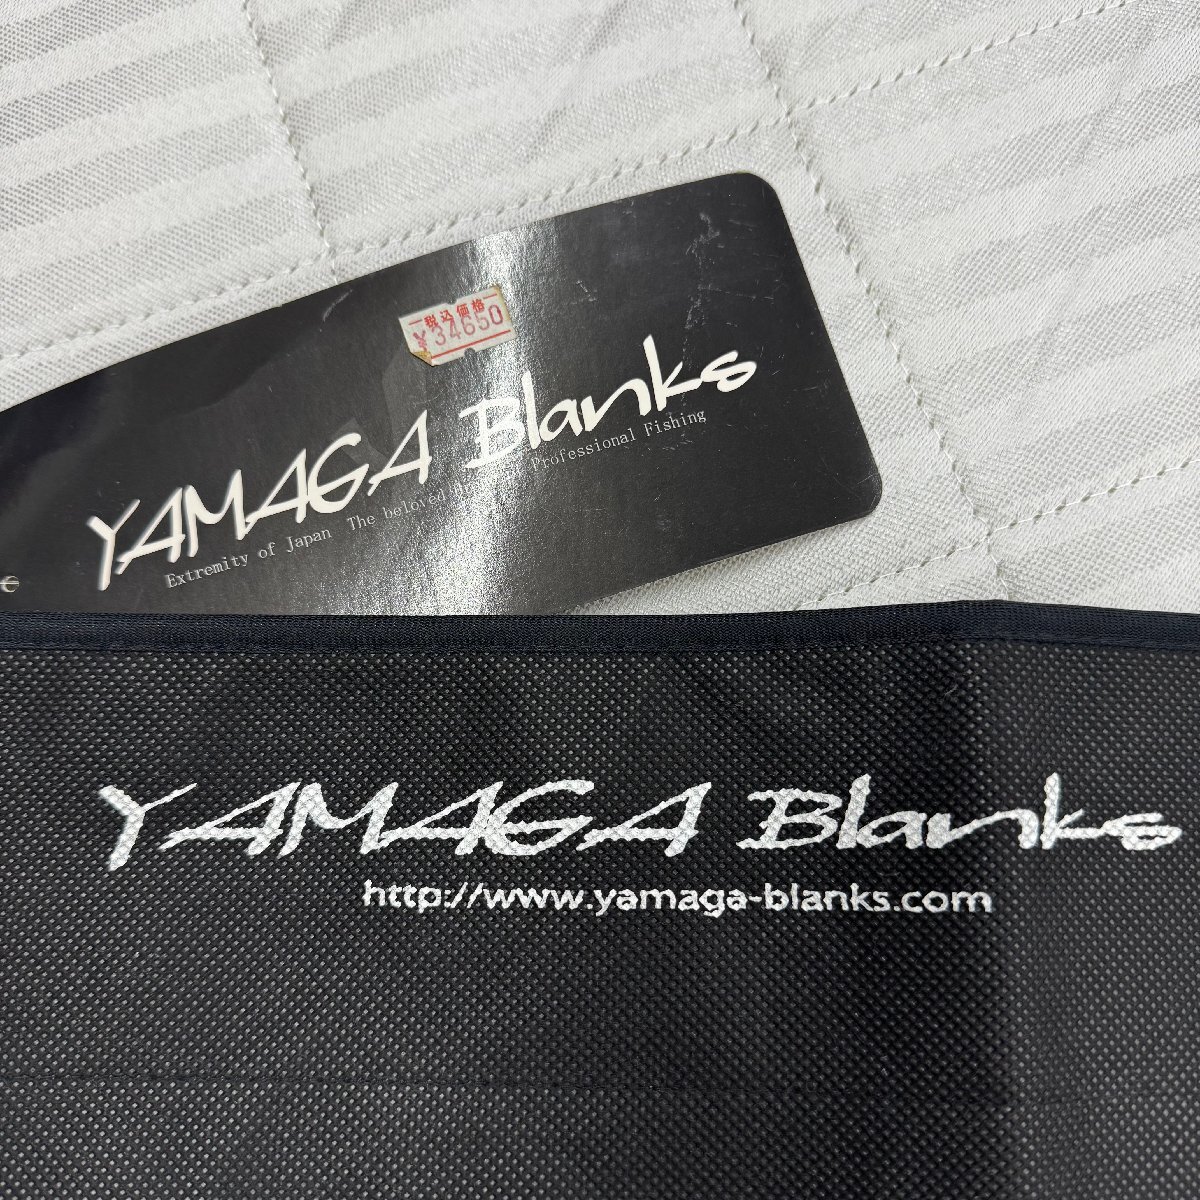 税込価格
¥34650
YAMAGA Blanks
Extremity of Japan The beloved Professional Fishing
e
YAMAGA Blanks
http://www.yamaga-blanks.com